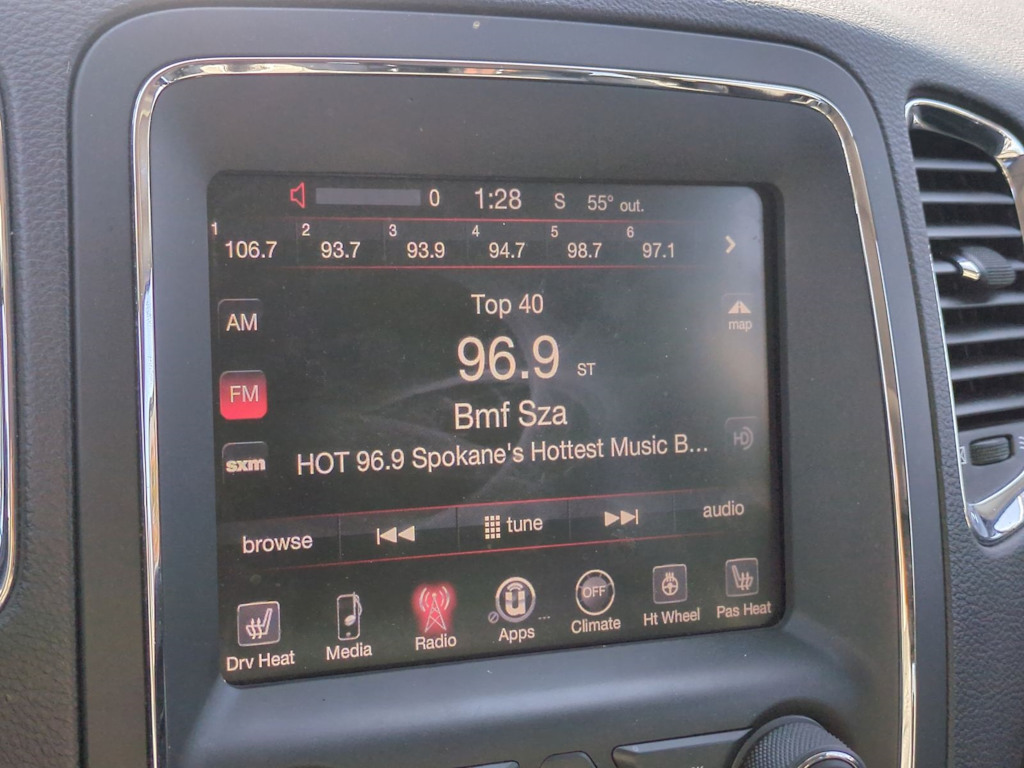 0 1:28 S 55° out.
1 2 3 4 5 6
106.7 93.7 93.9 94.7 98.7 97.1
Top 40
AM
map
96.9 ST
FM
Bmf Sza
HD
sxm
HOT 96.9 Spokane's Hottest Music B...
browse tune audio
OFF
Drv Heat Media Radio Apps ... Climate Ht Wheel Pas Heat